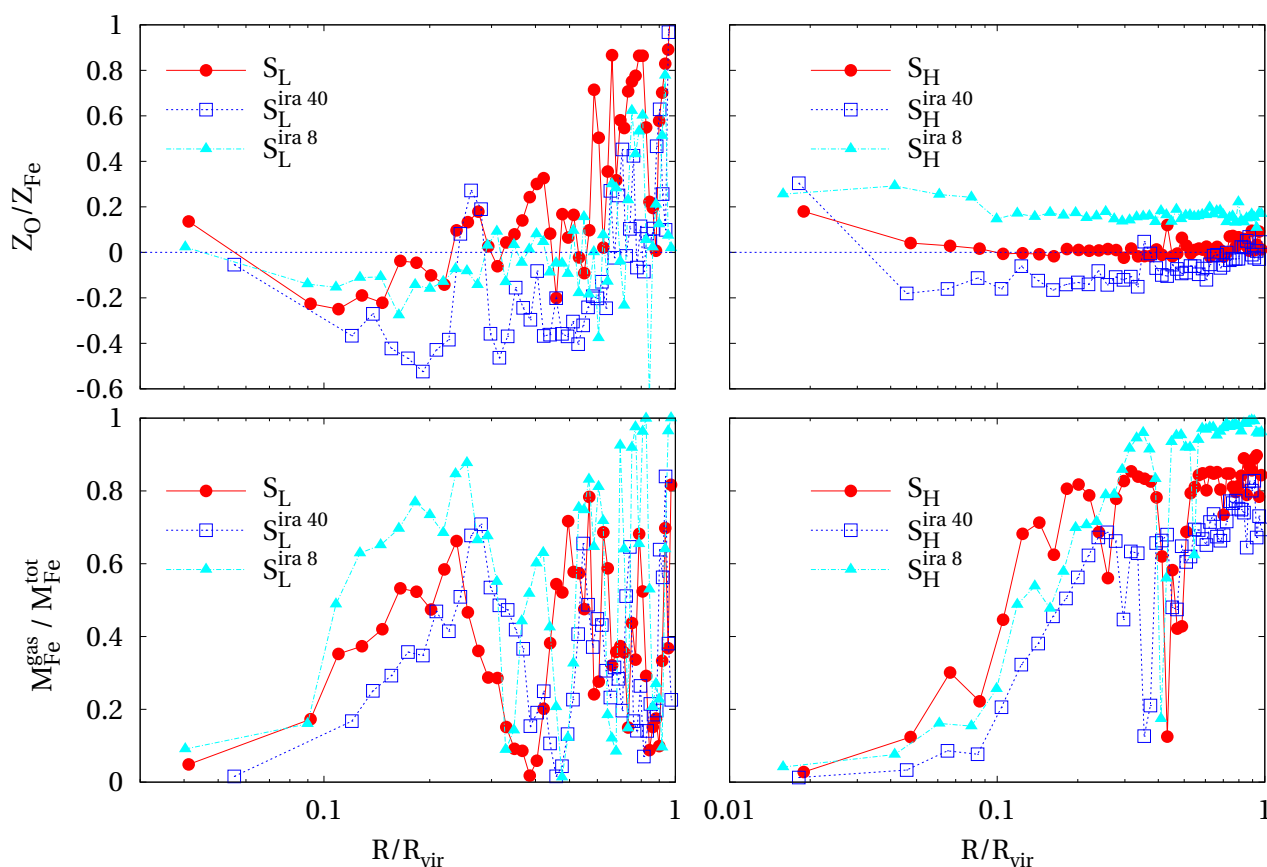 1
0.8
0.6
0.4
0.2
0
-0.2
-0.4
-0.6
Z_O/Z_Fe
S_L
S_L^ira 40
S_L^ira 8
S_H
S_H^ira 40
S_H^ira 8
1
0.8
0.6
0.4
0.2
0
M_Fe^gas / M_Fe^tot
S_L
S_L^ira 40
S_L^ira 8
S_H
S_H^ira 40
S_H^ira 8
0.1 1
0.01 0.1 1
R/R_vir
R/R_vir